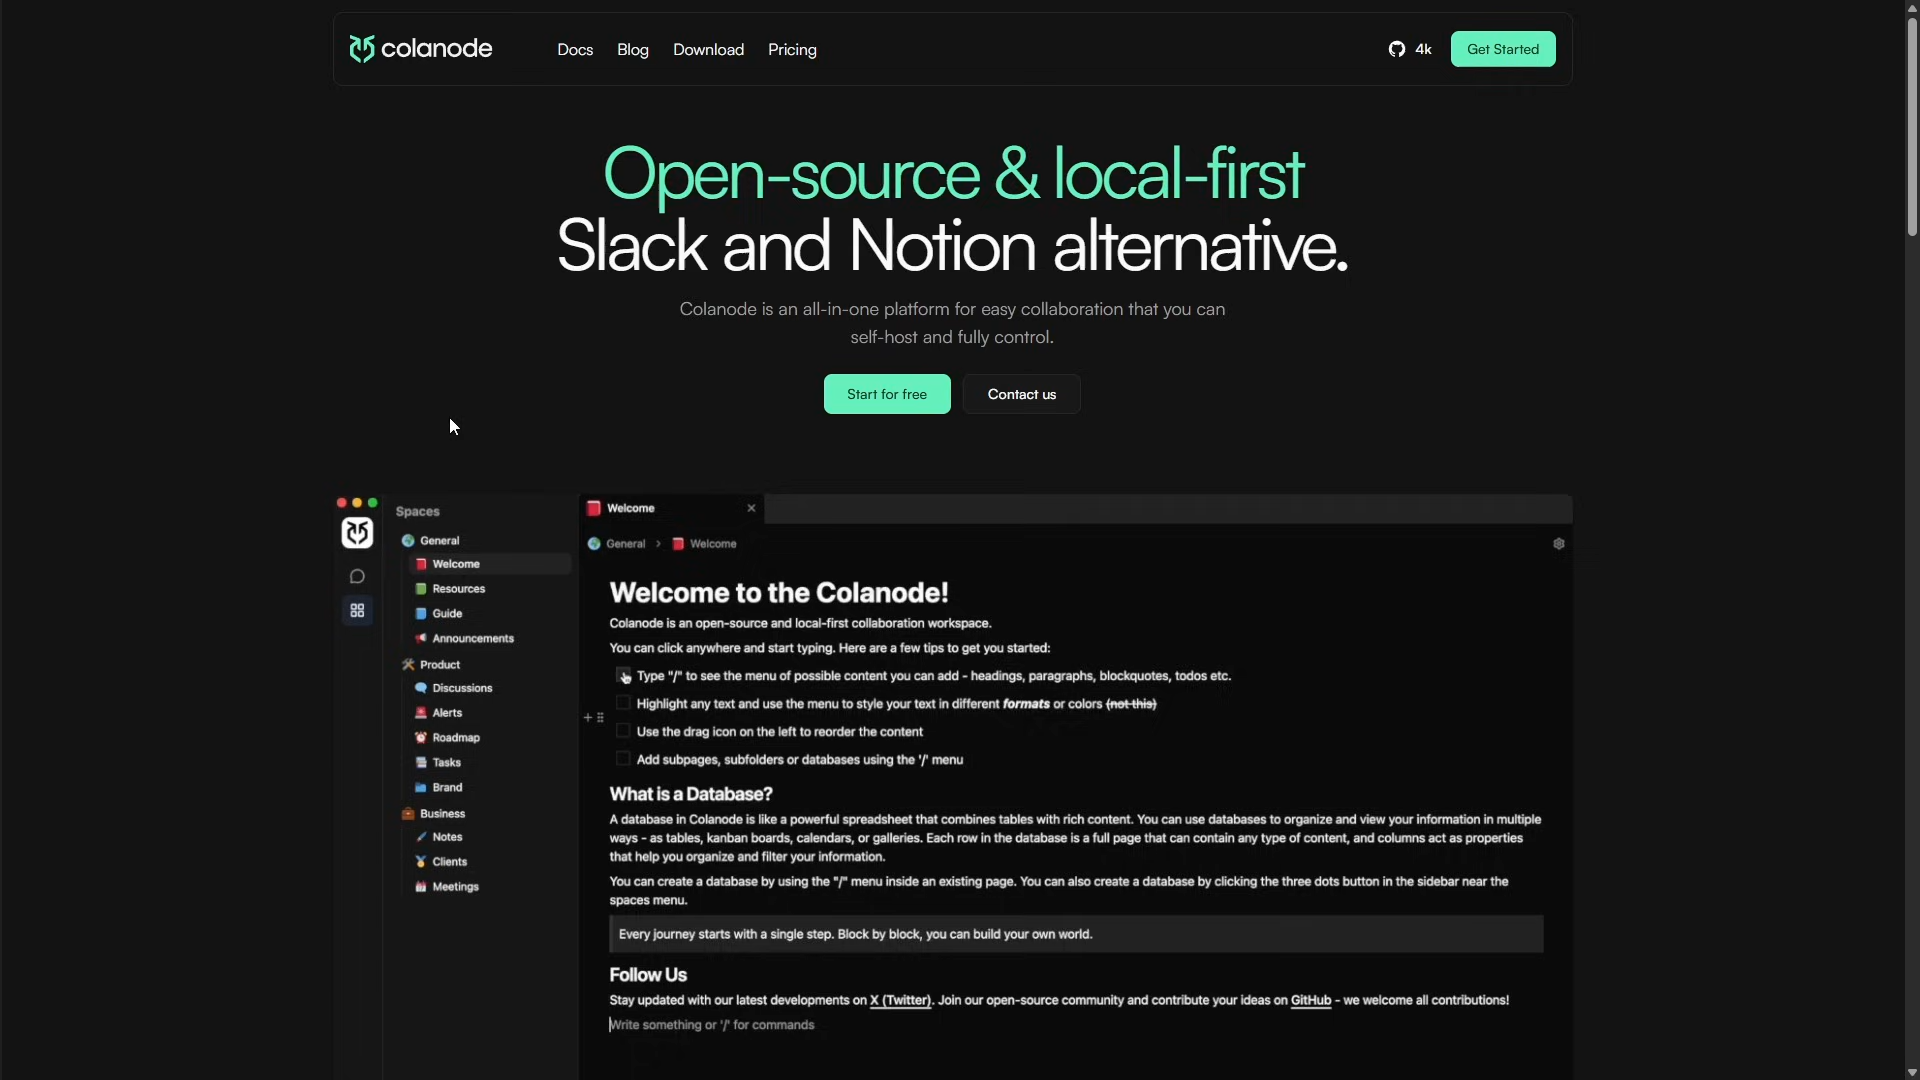 colanode
Docs
Blog
Download
Pricing
4k
Get Started
Open-source & local-first
Slack and Notion alternative.
Colanode is an all-in-one platform for easy collaboration that you can
self-host and fully control.
Start for free
Contact us
Spaces
General
Welcome
Resources
Guide
Announcements
Product
Discussions
Alerts
Roadmap
Tasks
Brand
Business
Notes
Clients
Meetings
Welcome
General > Welcome
Welcome to the Colanode!
Colanode is an open-source and local-first collaboration workspace.
You can click anywhere and start typing. Here are a few tips to get you started:
Type "/" to see the menu of possible content you can add - headings, paragraphs, blockquotes, todos etc.
Highlight any text and use the menu to style your text in different formats or colors (not this)
Use the drag icon on the left to reorder the content
Add subpages, subfolders or databases using the '/' menu
What is a Database?
A database in Colanode is like a powerful spreadsheet that combines tables with rich content. You can use databases to organize and view your information in multiple
ways - as tables, kanban boards, calendars, or galleries. Each row in the database is a full page that can contain any type of content, and columns act as properties
that help you organize and filter your information.
You can create a database by using the "/" menu inside an existing page. You can also create a database by clicking the three dots button in the sidebar near the
spaces menu.
Every journey starts with a single step. Block by block, you can build your own world.
Follow Us
Stay updated with our latest developments on X (Twitter). Join our open-source community and contribute your ideas on GitHub - we welcome all contributions!
Write something or '/' for commands